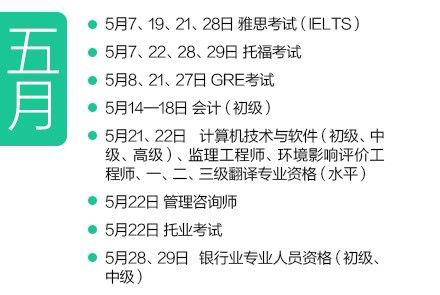 五月
5月7、19、21、28日 雅思考试（IELTS）
5月7、22、28、29日 托福考试
5月8、21、27日 GRE考试
5月14—18日 会计（初级）
5月21、22日 计算机技术与软件（初级、中
级、高级）、监理工程师、环境影响评价工
程师、一、二、三级翻译专业资格（水平）
5月22日 管理咨询师
5月22日 托业考试
5月28、29日 银行业专业人员资格（初级、
中级）